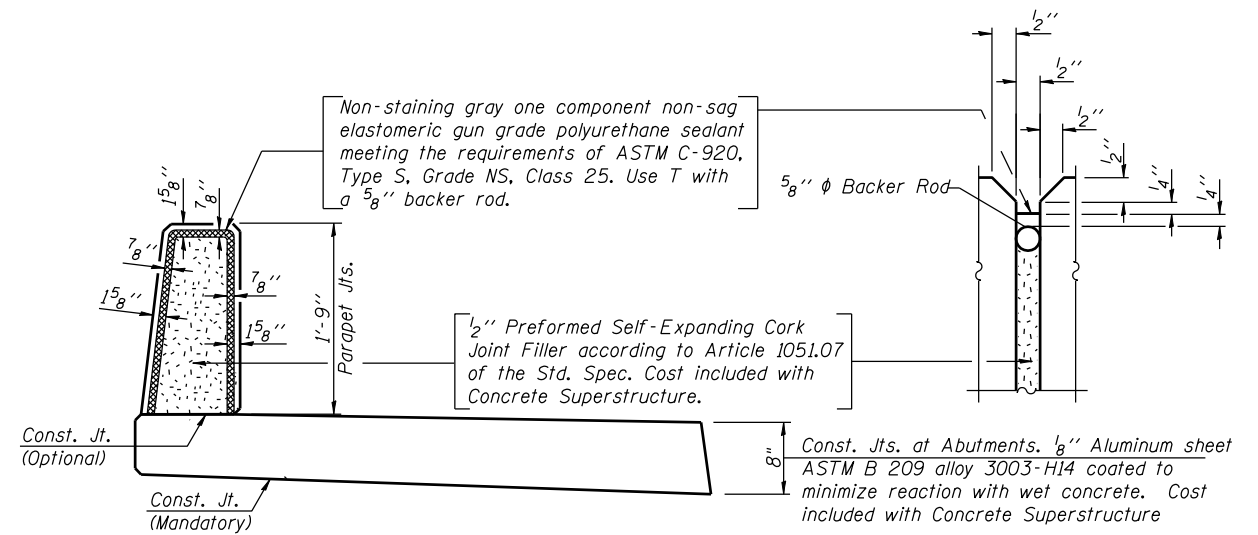 1/2''
1/2''
1/2''
1/2''
1/4''
1/4''
Non-staining gray one component non-sag
elastomeric gun grade polyurethane sealant
meeting the requirements of ASTM C-920,
Type S, Grade NS, Class 25. Use T with
a 5/8'' backer rod.
5/8'' ϕ Backer Rod
1 5/8''
7/8''
7/8''
1 5/8''
7/8''
1 5/8''
1'-9''
Parapet Jts.
1/2'' Preformed Self-Expanding Cork
Joint Filler according to Article 1051.07
of the Std. Spec. Cost included with
Concrete Superstructure.
Const. Jt.
(Optional)
Const. Jt.
(Mandatory)
8"
Const. Jts. at Abutments. 1/8'' Aluminum sheet
ASTM B 209 alloy 3003-H14 coated to
minimize reaction with wet concrete. Cost
included with Concrete Superstructure